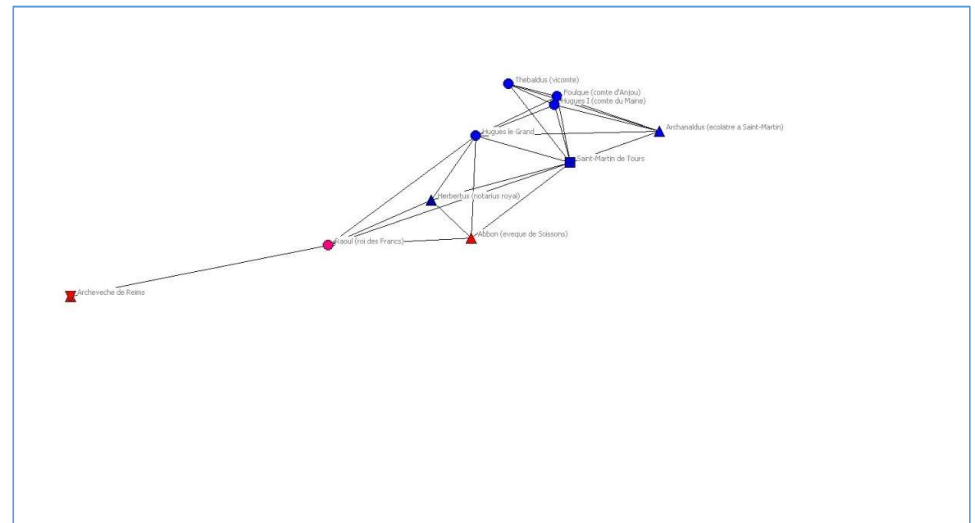 Thebaldus (vicomte)
Foulque (comte d'Anjou)
Hugues I (comte du Maine)
Archanaldus (ecolatre a Saint-Martin)
Hugues le Grand
Saint-Martin de Tours
Herbertus (notarius royal)
Abbon (eveque de Soissons)
Raoul (roi des Francs)
Archeveche de Reims